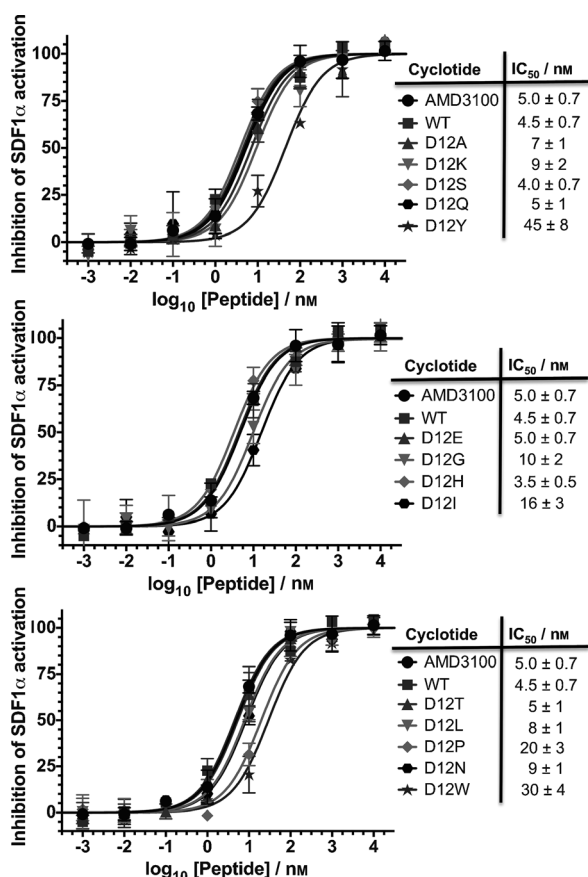 Inhibition of SDF1α activation
100
75
50
25
0
-3 -2 -1 0 1 2 3 4
log10 [Peptide] / nM
Cyclotide IC50 / nM
AMD3100 5.0 ± 0.7
WT 4.5 ± 0.7
D12A 7 ± 1
D12K 9 ± 2
D12S 4.0 ± 0.7
D12Q 5 ± 1
D12Y 45 ± 8
Inhibition of SDF1α activation
100
75
50
25
0
-3 -2 -1 0 1 2 3 4
log10 [Peptide] / nM
Cyclotide IC50 / nM
AMD3100 5.0 ± 0.7
WT 4.5 ± 0.7
D12E 5.0 ± 0.7
D12G 10 ± 2
D12H 3.5 ± 0.5
D12I 16 ± 3
Inhibition of SDF1α activation
100
75
50
25
0
-3 -2 -1 0 1 2 3 4
log10 [Peptide] / nM
Cyclotide IC50 / nM
AMD3100 5.0 ± 0.7
WT 4.5 ± 0.7
D12T 5 ± 1
D12L 8 ± 1
D12P 20 ± 3
D12N 9 ± 1
D12W 30 ± 4